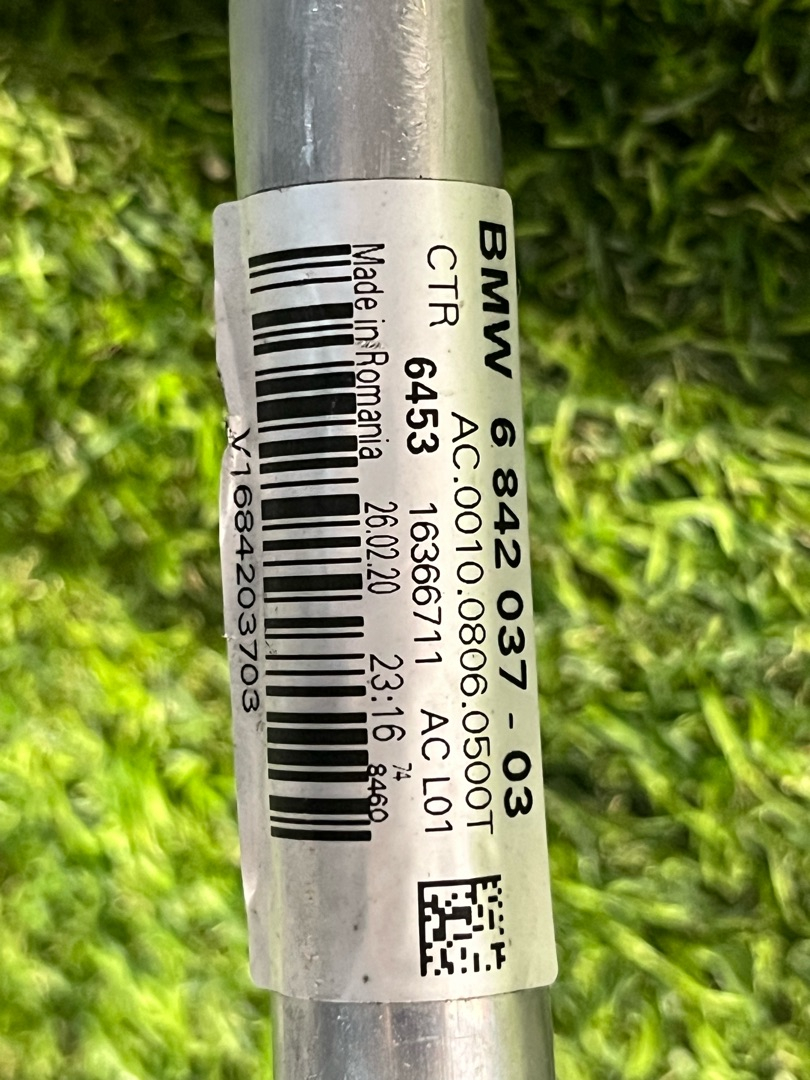 BMW 6 842 037 - 03
AC.0010.0806.0500T
CTR 6453 16366711 AC L01
Made in Romania 26.02.20 23:16 74 8460
V1684203703